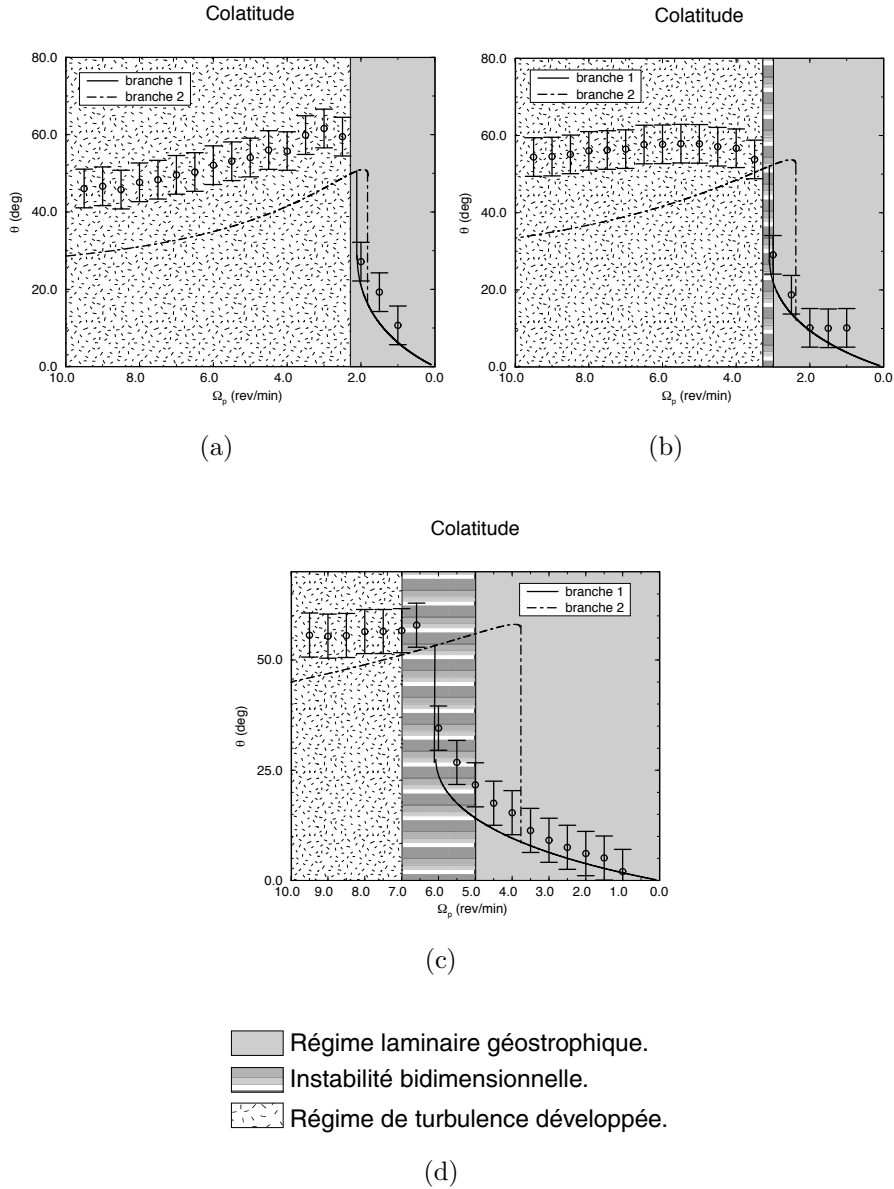 Colatitude
branche 1
branche 2
80.0
60.0
40.0
20.0
0.0
θ (deg)
10.0 8.0 6.0 4.0 2.0 0.0
Ωp (rev/min)
(a)
Colatitude
branche 1
branche 2
80.0
60.0
40.0
20.0
0.0
θ (deg)
10.0 8.0 6.0 4.0 2.0 0.0
Ωp (rev/min)
(b)
Colatitude
branche 1
branche 2
50.0
25.0
0.0
θ (deg)
10.0 9.0 8.0 7.0 6.0 5.0 4.0 3.0 2.0 1.0 0.0
Ωp (rev/min)
(c)
Régime laminaire géostrophique.
Instabilité bidimensionnelle.
Régime de turbulence développée.
(d)